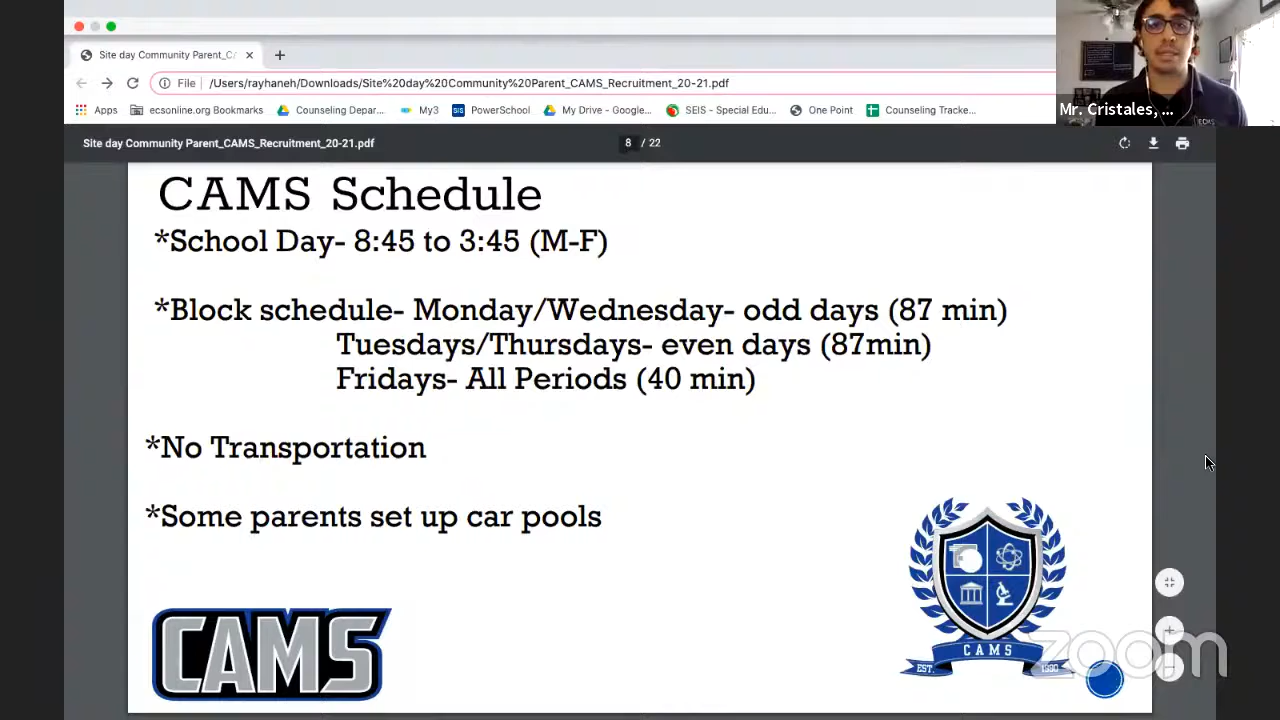 Site day Community Parent_CA
File
/Users/rayhaneh/Downloads/Site%20day%20Community%20Parent_CAMS_Recruitment_20-21.pdf
Apps
ecsonline.org Bookmarks
Counseling Depar...
My3
SIS
PowerSchool
My Drive - Google...
SEIS - Special Edu...
One Point
Counseling Tracke...
Mr. Cristales, ...
Site day Community Parent_CAMS_Recruitment_20-21.pdf
8 / 22
CAMS Schedule
*School Day- 8:45 to 3:45 (M-F)
*Block schedule- Monday/Wednesday- odd days (87 min)
Tuesdays/Thursdays- even days (87min)
Fridays- All Periods (40 min)
*No Transportation
*Some parents set up car pools
CAMS
CAMS
EST.
1990
zoom